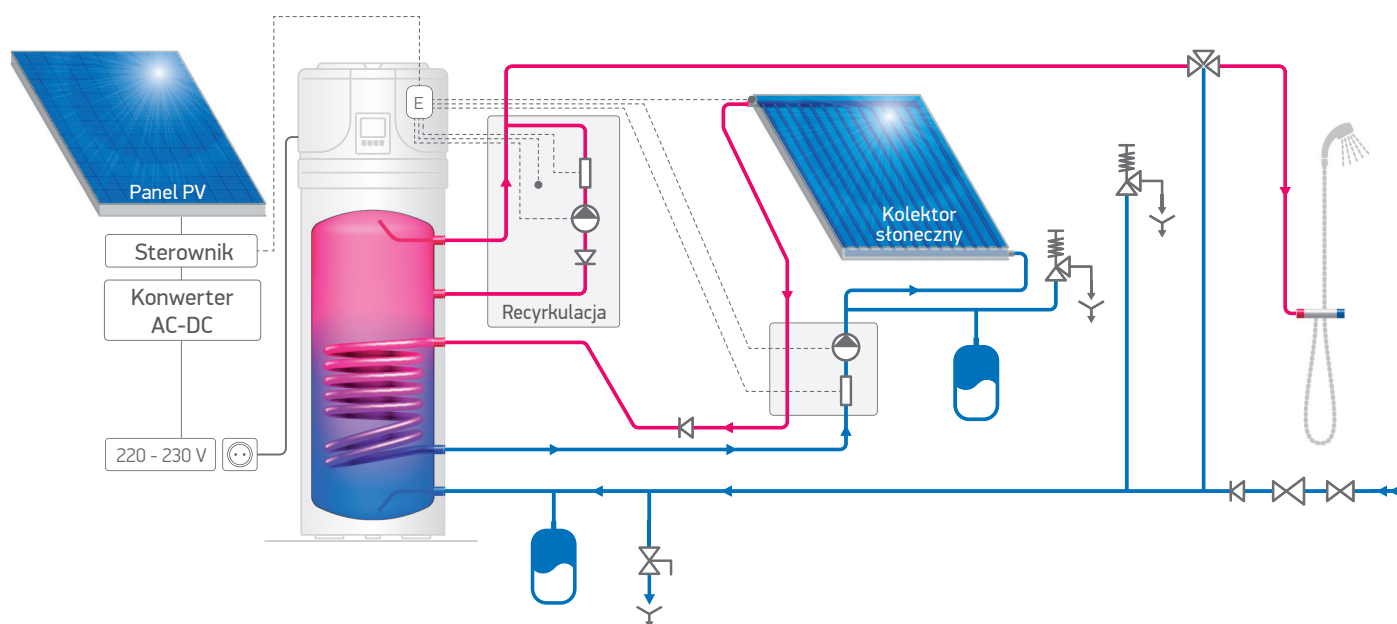 Panel PV
Sterownik
Konwerter
AC-DC
220 - 230 V
E
Recyrkulacja
Kolektor
słoneczny